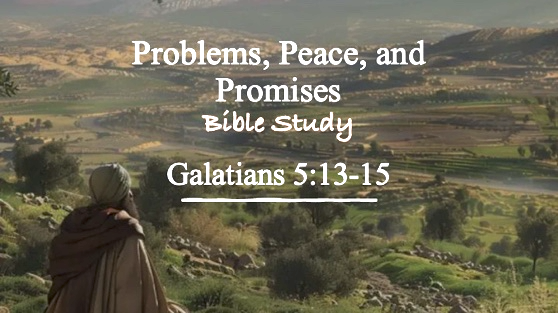 Problems, Peace, and
Promises
Bible Study
Galatians 5:13-15